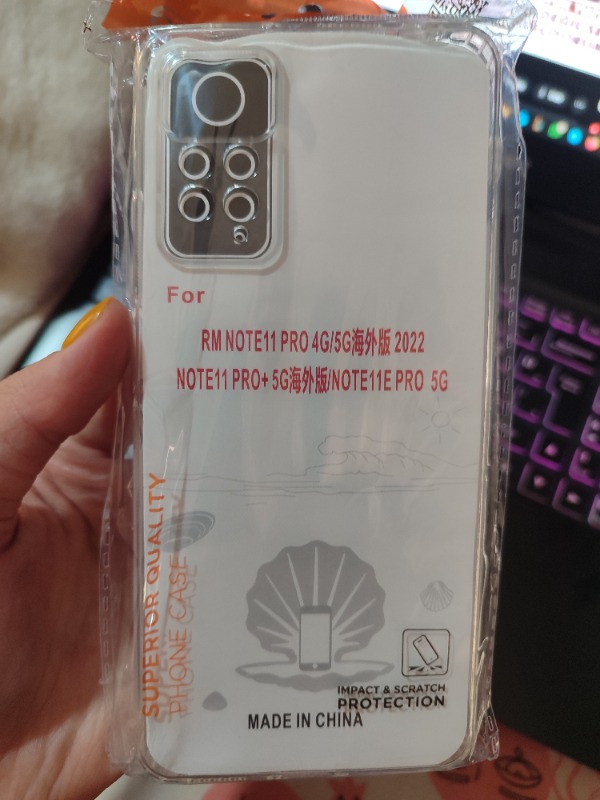 For
RM NOTE11 PRO 4G/5G海外版 2022
NOTE11 PRO+ 5G海外版/NOTE11E PRO 5G
SUPERIOR QUALITY
PHONE CASE
IMPACT & SCRATCH
PROTECTION
MADE IN CHINA